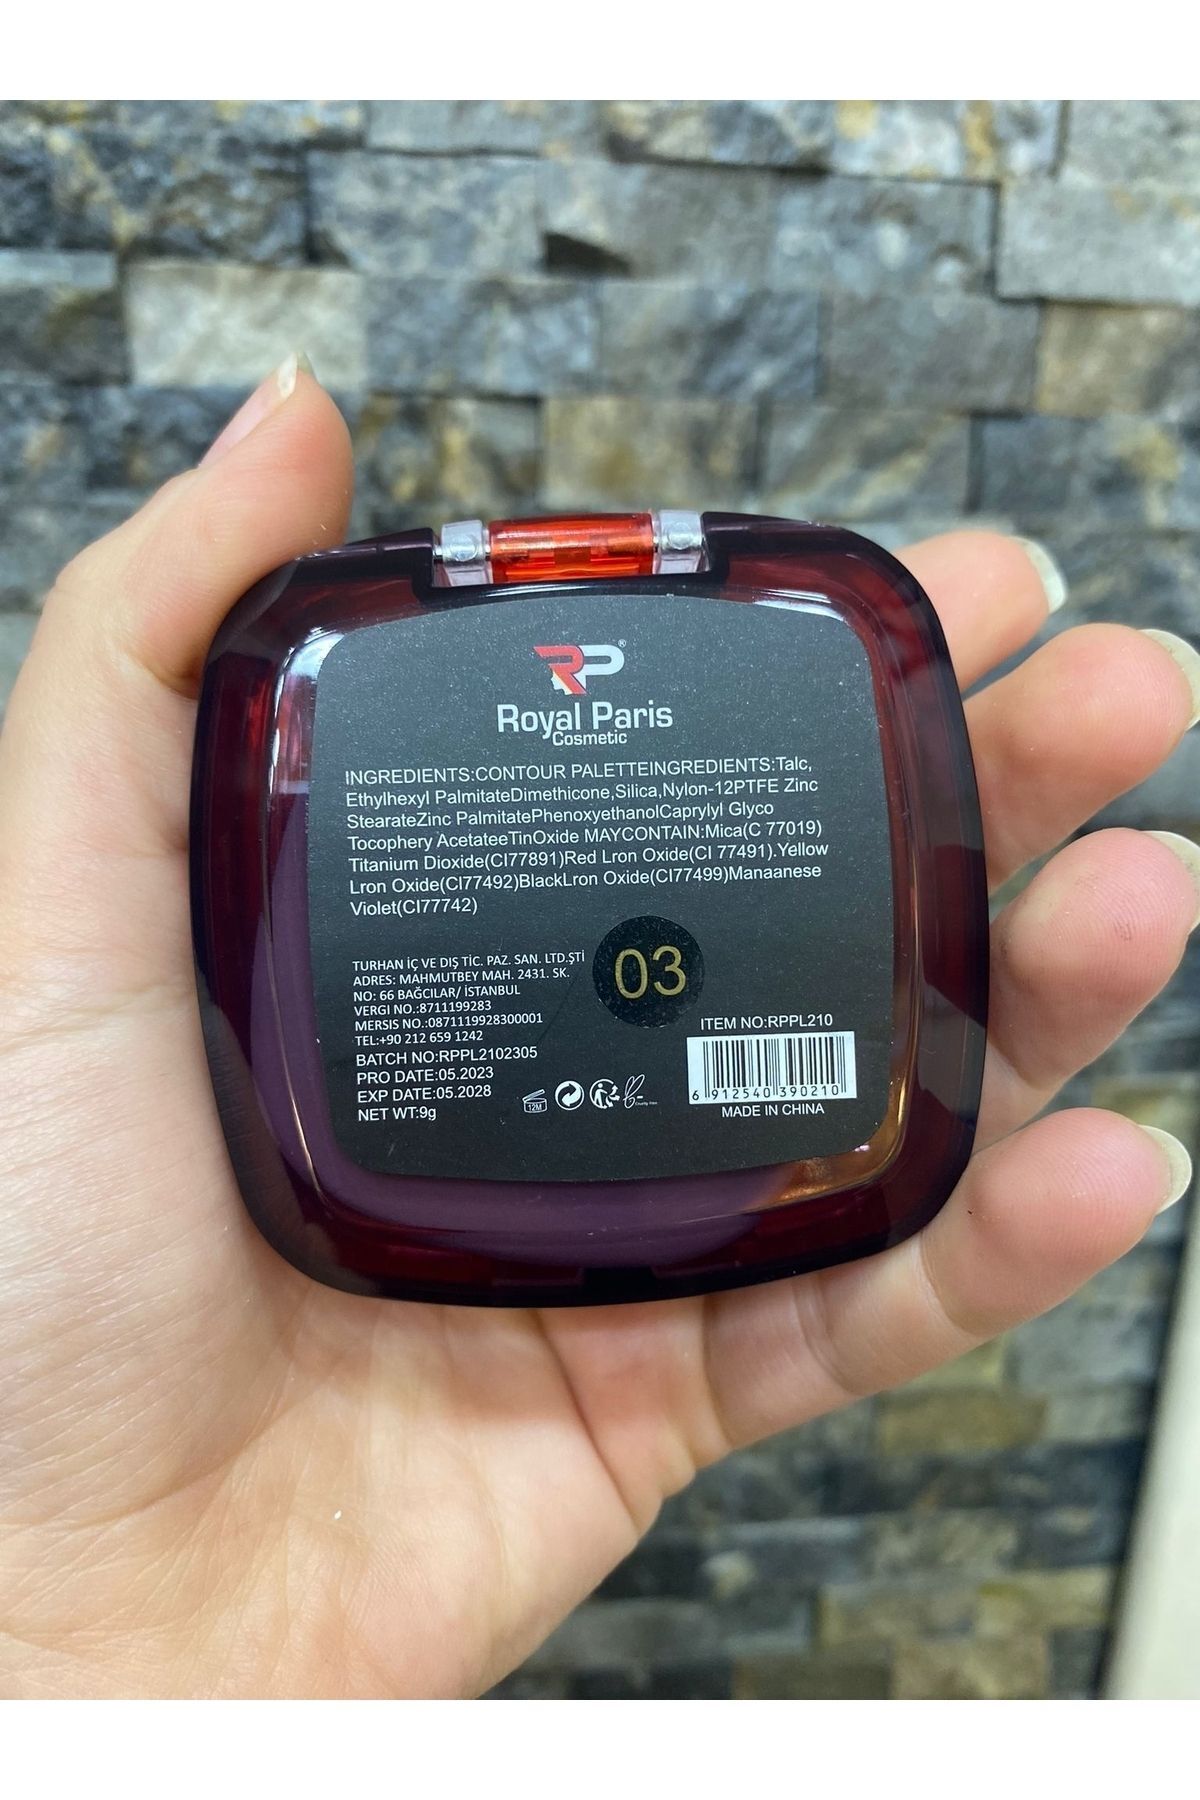 RP®
Royal Paris
Cosmetic
INGREDIENTS:CONTOUR PALETTEINGREDIENTS:Talc,
Ethylhexyl PalmitateDimethicone,Silica,Nylon-12PTFE Zinc
StearateZinc PalmitatePhenoxyethanolCaprylyl Glyco
Tocophery AcetateeTinOxide MAYCONTAIN:Mica(C 77019)
Titanium Dioxide(CI77891)Red Lron Oxide(CI 77491).Yellow
Lron Oxide(CI77492)BlackLron Oxide(CI77499)Manaanese
Violet(CI77742)
TURHAN İÇ VE DIŞ TİC. PAZ. SAN. LTD.ŞTİ
ADRES: MAHMUTBEY MAH. 2431. SK.
NO: 66 BAĞCILAR/ İSTANBUL
VERGI NO.:8711199283
MERSIS NO.:0871119928300001
TEL:+90 212 659 1242
BATCH NO:RPPL2102305
PRO DATE:05.2023
EXP DATE:05.2028
NET WT:9g
12M
Cruelty Free
03
ITEM NO:RPPL210
6 912540 390210
MADE IN CHINA